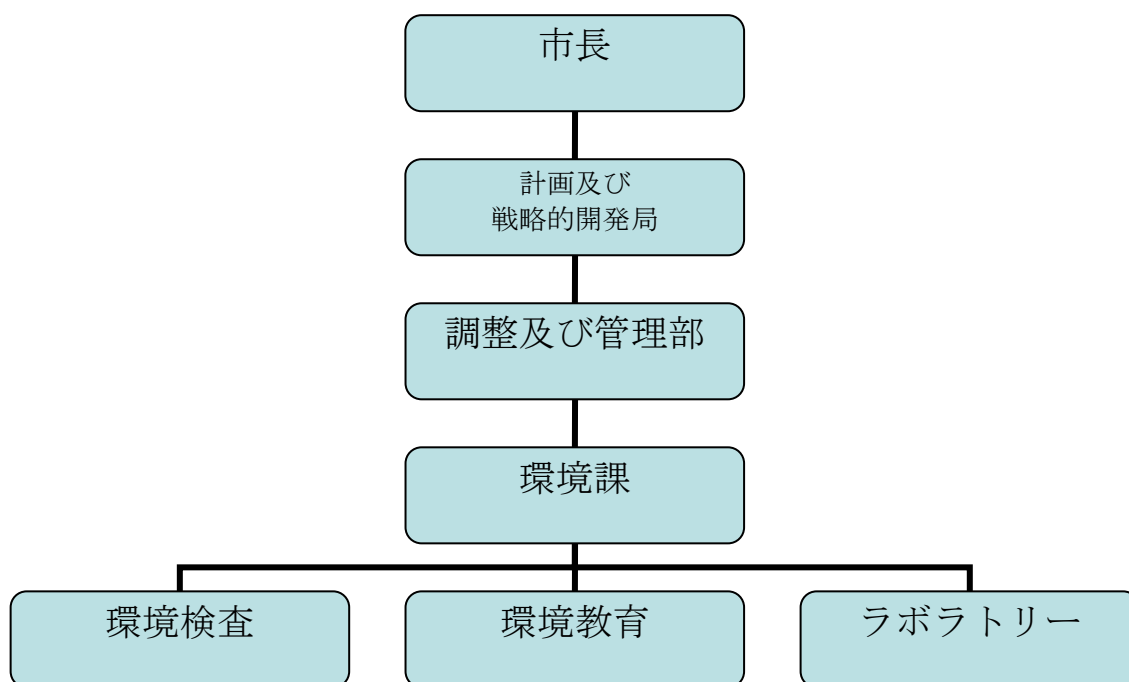 市長
計画及び
戦略的開発局
調整及び管理部
環境課
環境検査
環境教育
ラボラトリー